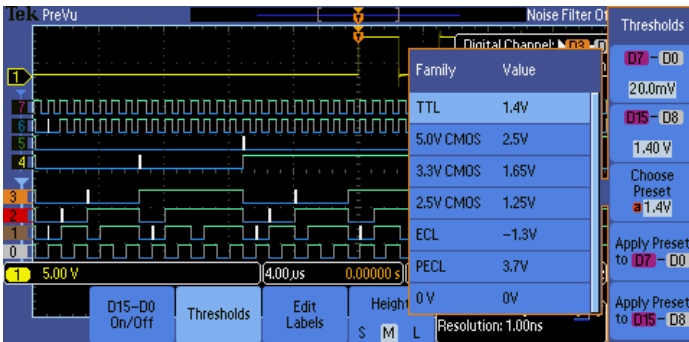 Tek PreVu
Noise Filter Of
Thresholds
Digital Channel: D3
D7 – D0
20.0mV
D15 – D8
1.40 V
Choose
Preset
a 1.4V
Apply Preset
to D7 – D0
Apply Preset
to D15 – D8
Family Value
TTL 1.4V
5.0V CMOS 2.5V
3.3V CMOS 1.65V
2.5V CMOS 1.25V
ECL −1.3V
PECL 3.7V
0 V 0V
1
7
6
5
4
3
2
1
0
1 5.00 V
4.00µs
0.00000 s
D15–D0
On/Off
Thresholds
Edit
Labels
Height
S M L
Resolution: 1.00ns